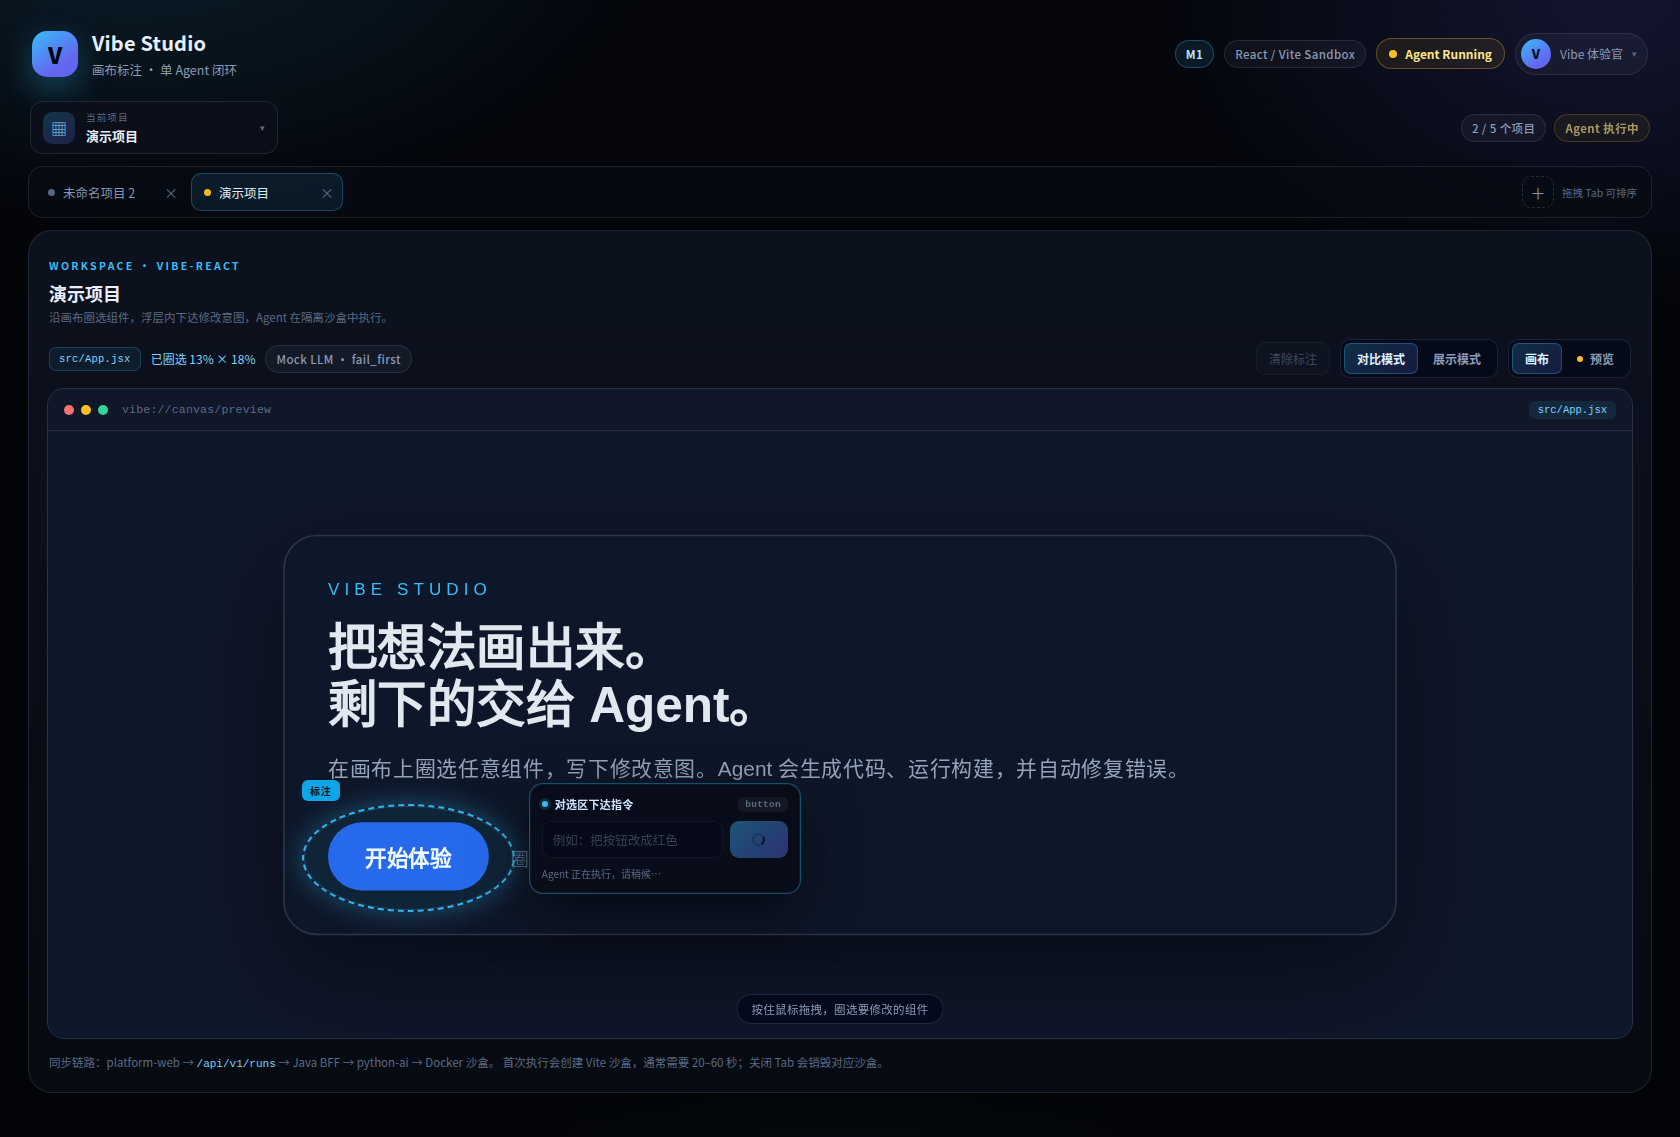 V
Vibe Studio
画布标注 • 单 Agent 闭环
M1
React / Vite Sandbox
Agent Running
V
Vibe 体验官
当前项目
演示项目
2 / 5 个项目
Agent 执行中
未命名项目 2
演示项目
拖拽 Tab 可排序
WORKSPACE • VIBE-REACT
演示项目
沿画布圈选组件，浮层内下达修改意图，Agent 在隔离沙盒中执行。
src/App.jsx
已圈选 13% × 18%
Mock LLM • fail_first
清除标注
对比模式
展示模式
画布
预览
vibe://canvas/preview
src/App.jsx
VIBE STUDIO
把想法画出来。
剩下的交给 Agent。
在画布上圈选任意组件，写下修改意图。Agent 会生成代码、运行构建，并自动修复错误。
标注
开始体验
圈
对选区下达指令
button
例如：把按钮改成红色
Agent 正在执行，请稍候…
按住鼠标拖拽，圈选要修改的组件
同步链路：platform-web → /api/v1/runs → Java BFF → python-ai → Docker 沙盒。 首次执行会创建 Vite 沙盒，通常需要 20–60 秒；关闭 Tab 会销毁对应沙盒。